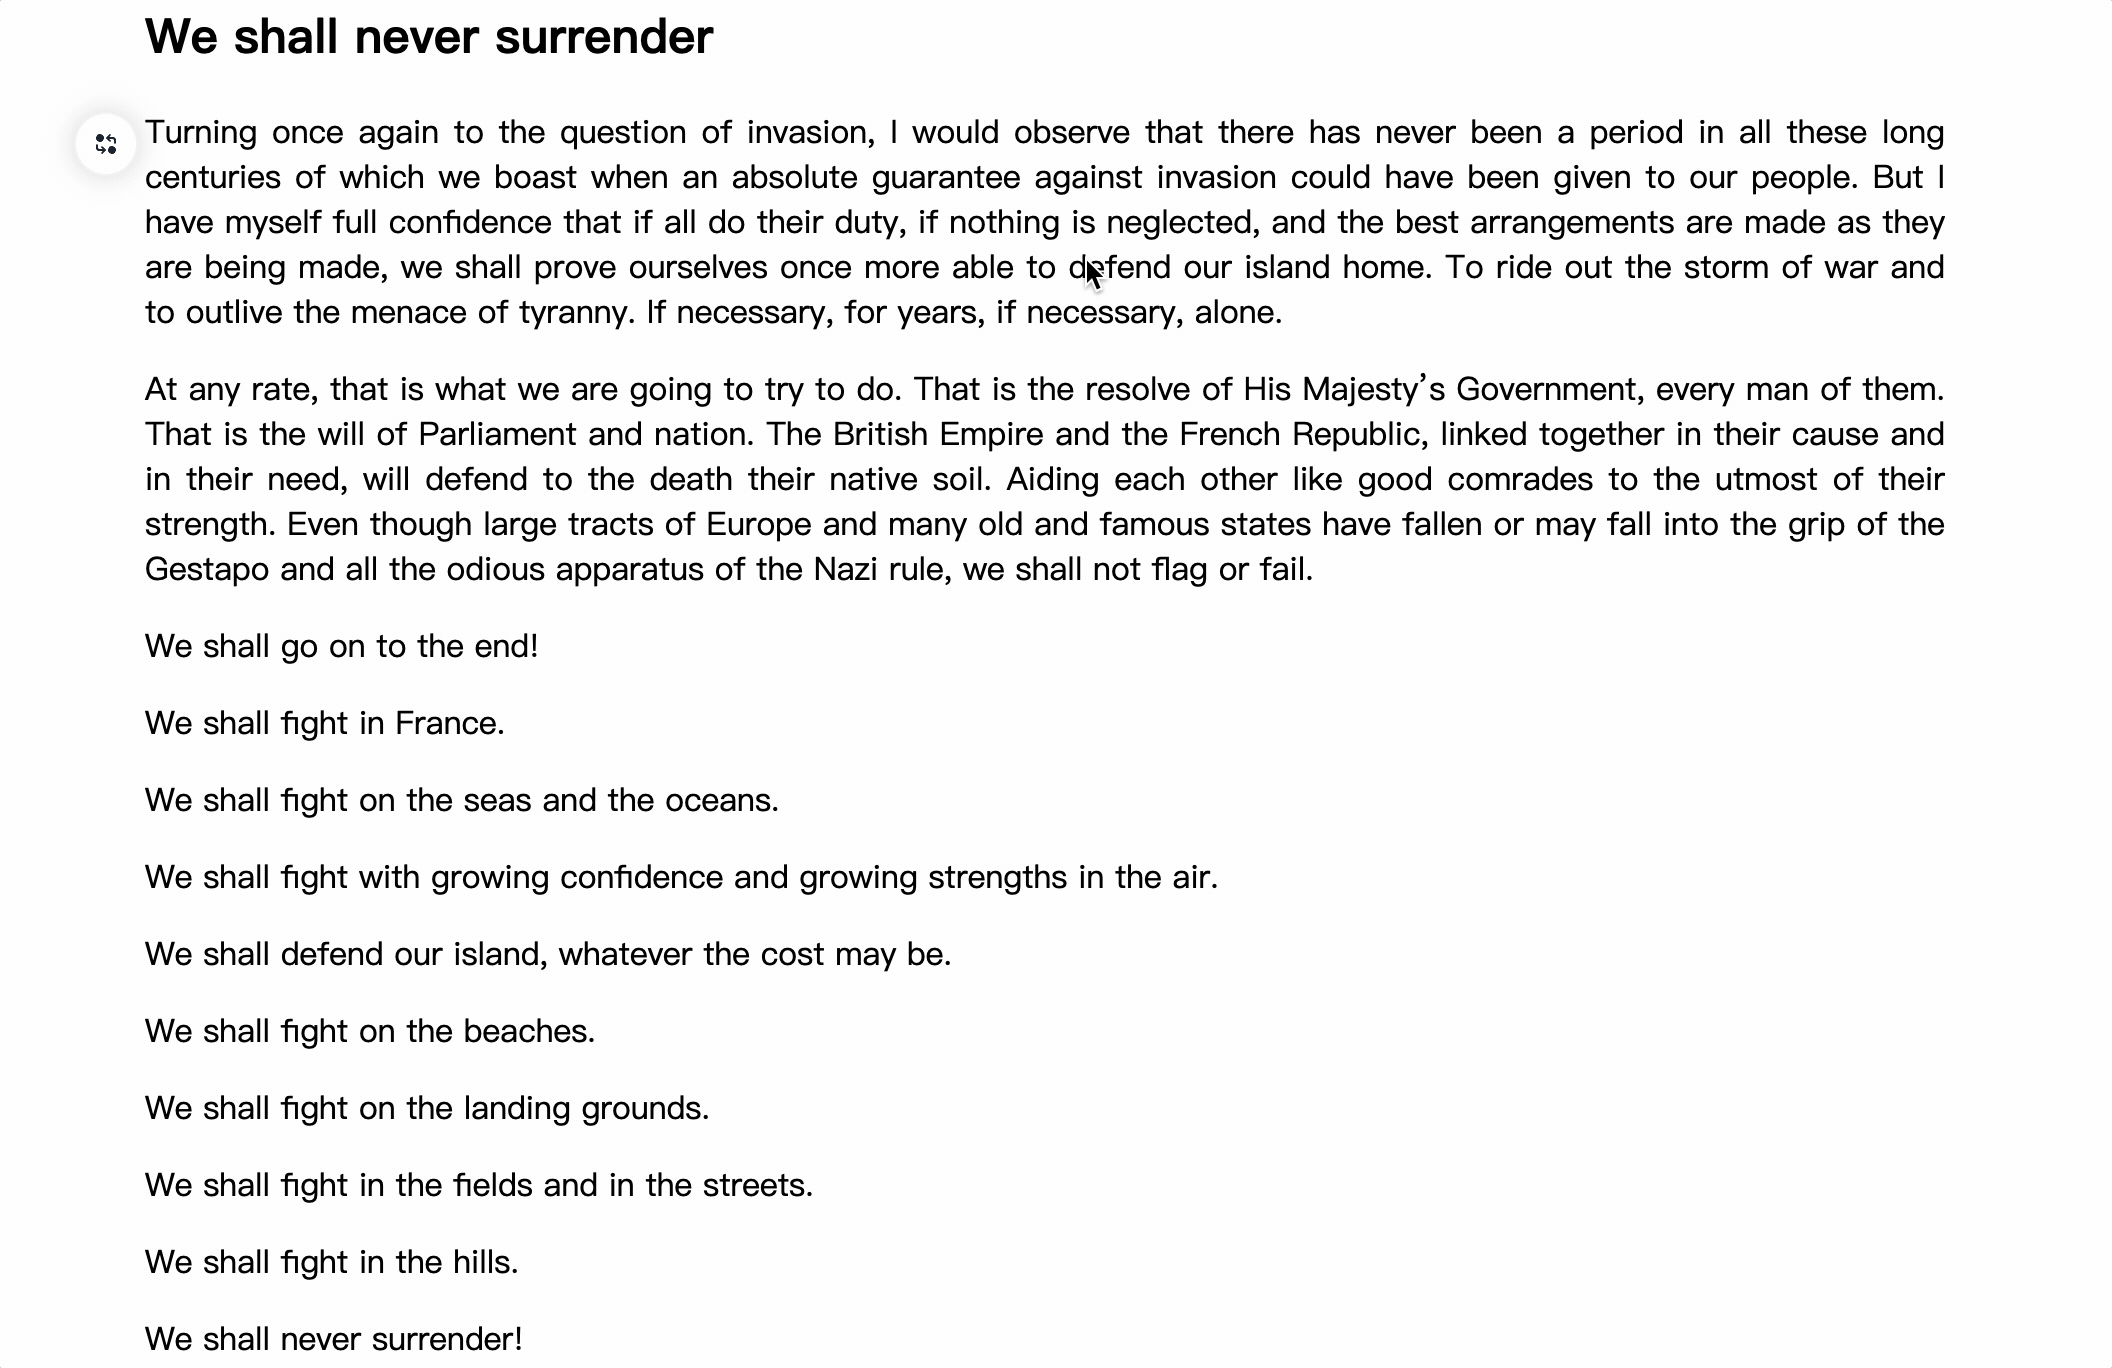 We shall never surrender
Turning once again to the question of invasion, I would observe that there has never been a period in all these long
centuries of which we boast when an absolute guarantee against invasion could have been given to our people. But I
have myself full confidence that if all do their duty, if nothing is neglected, and the best arrangements are made as they
are being made, we shall prove ourselves once more able to defend our island home. To ride out the storm of war and
to outlive the menace of tyranny. If necessary, for years, if necessary, alone.
At any rate, that is what we are going to try to do. That is the resolve of His Majesty’s Government, every man of them.
That is the will of Parliament and nation. The British Empire and the French Republic, linked together in their cause and
in their need, will defend to the death their native soil. Aiding each other like good comrades to the utmost of their
strength. Even though large tracts of Europe and many old and famous states have fallen or may fall into the grip of the
Gestapo and all the odious apparatus of the Nazi rule, we shall not flag or fail.
We shall go on to the end!
We shall fight in France.
We shall fight on the seas and the oceans.
We shall fight with growing confidence and growing strengths in the air.
We shall defend our island, whatever the cost may be.
We shall fight on the beaches.
We shall fight on the landing grounds.
We shall fight in the fields and in the streets.
We shall fight in the hills.
We shall never surrender!